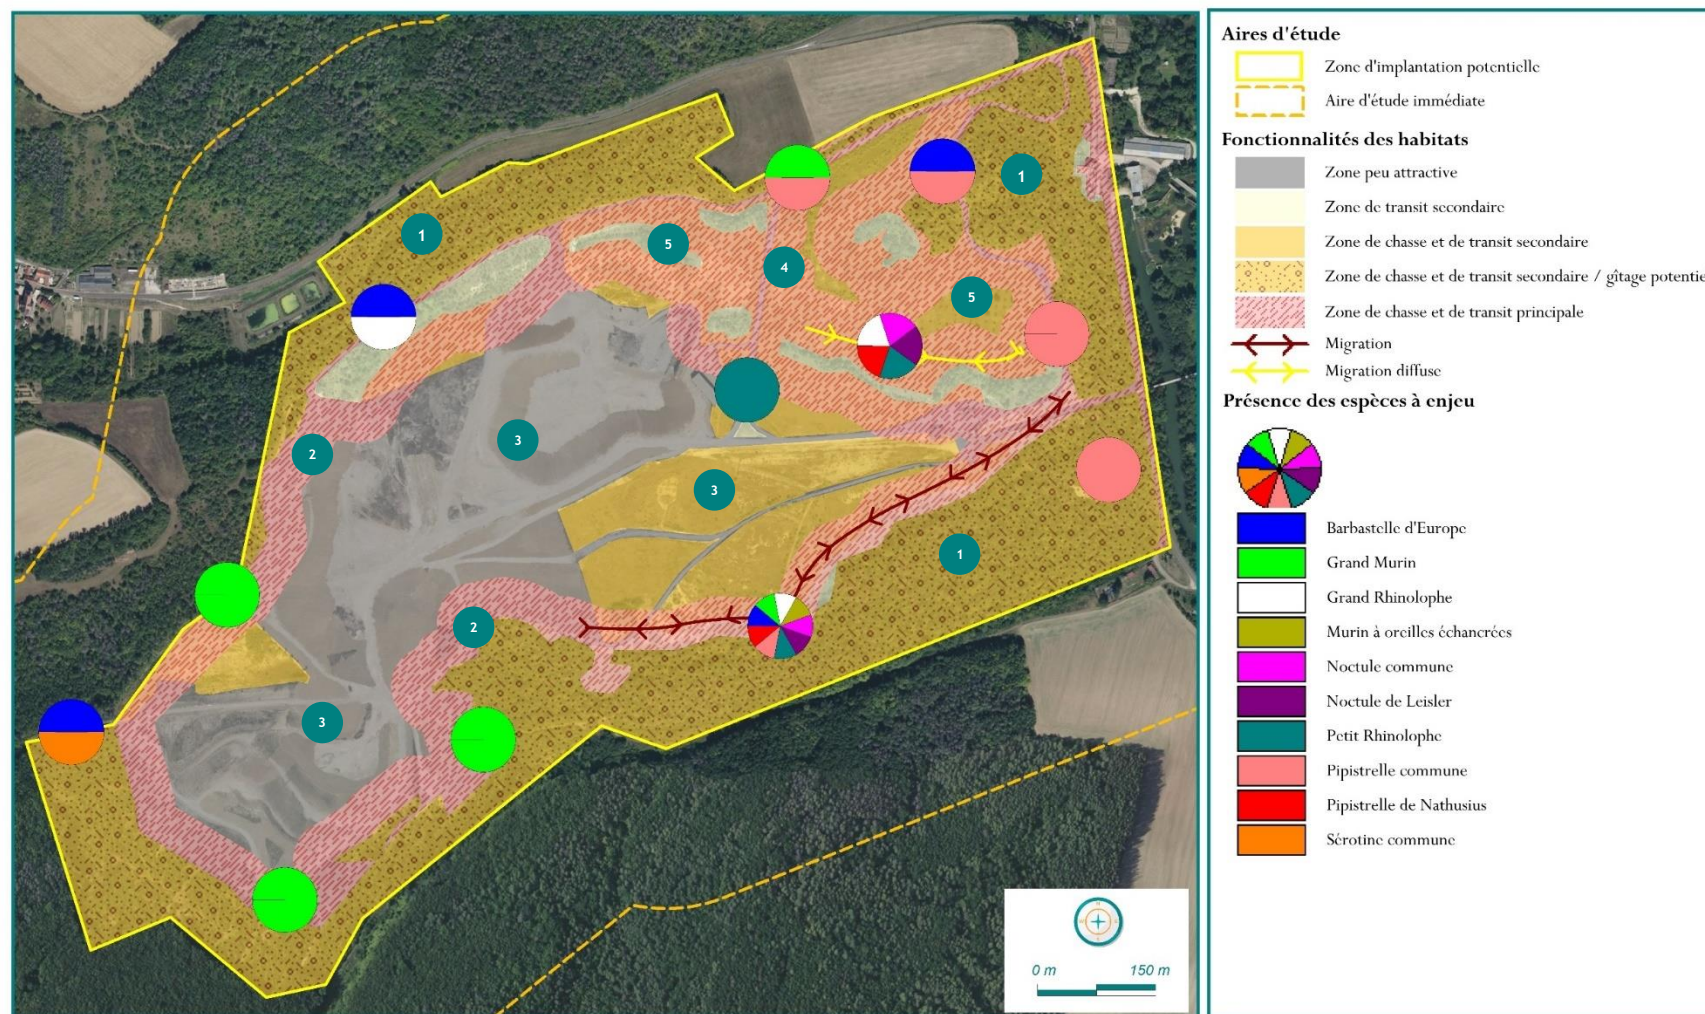 1
1
5
4
5
2
3
3
1
2
3
N
0 m 150 m
Aires d'étude
Zone d'implantation potentielle
Aire d'étude immédiate
Fonctionnalités des habitats
Zone peu attractive
Zone de transit secondaire
Zone de chasse et de transit secondaire
Zone de chasse et de transit secondaire / gîtage potentie
Zone de chasse et de transit principale
Migration
Migration diffuse
Présence des espèces à enjeu
Barbastelle d'Europe
Grand Murin
Grand Rhinolophe
Murin à oreilles échancrées
Noctule commune
Noctule de Leisler
Petit Rhinolophe
Pipistrelle commune
Pipistrelle de Nathusius
Sérotine commune